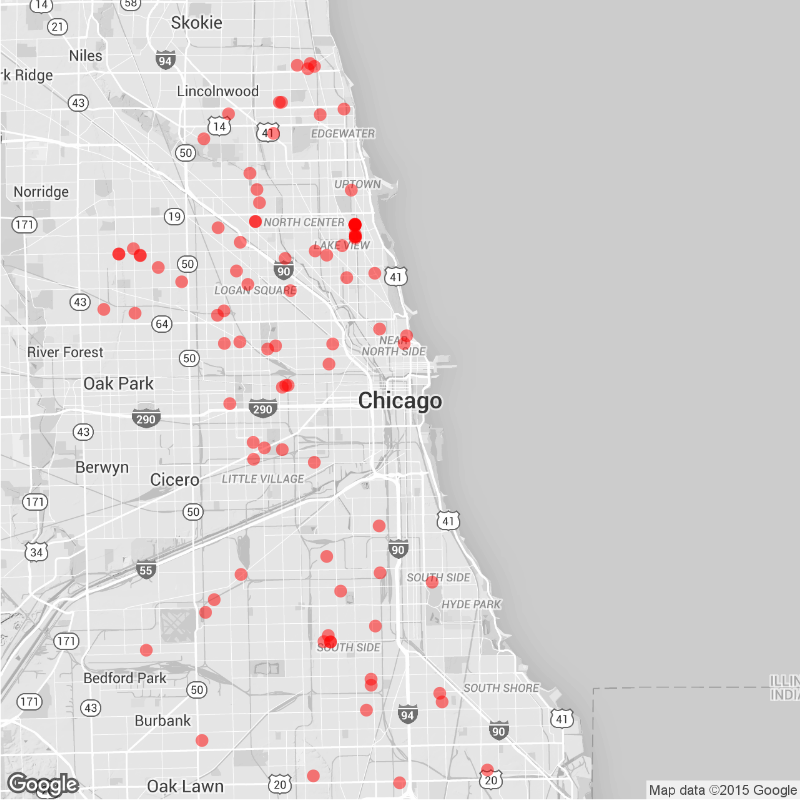 14
58
21
Skokie
Niles
94
rk Ridge
Lincolnwood
43
14
41
EDGEWATER
50
UPTOWN
Norridge
171
19
NORTH CENTER
LAKE VIEW
50
90
41
LOGAN SQUARE
43
64
NEAR
NORTH SIDE
River Forest
50
Oak Park
Chicago
290
290
43
Berwyn
Cicero
LITTLE VILLAGE
171
50
41
34
90
55
SOUTH SIDE
HYDE PARK
171
SOUTH SIDE
Bedford Park
ILLIN
INDIA
171
43
50
SOUTH SHORE
Burbank
94
90
41
Google
Oak Lawn
20
20
Map data ©2015 Google